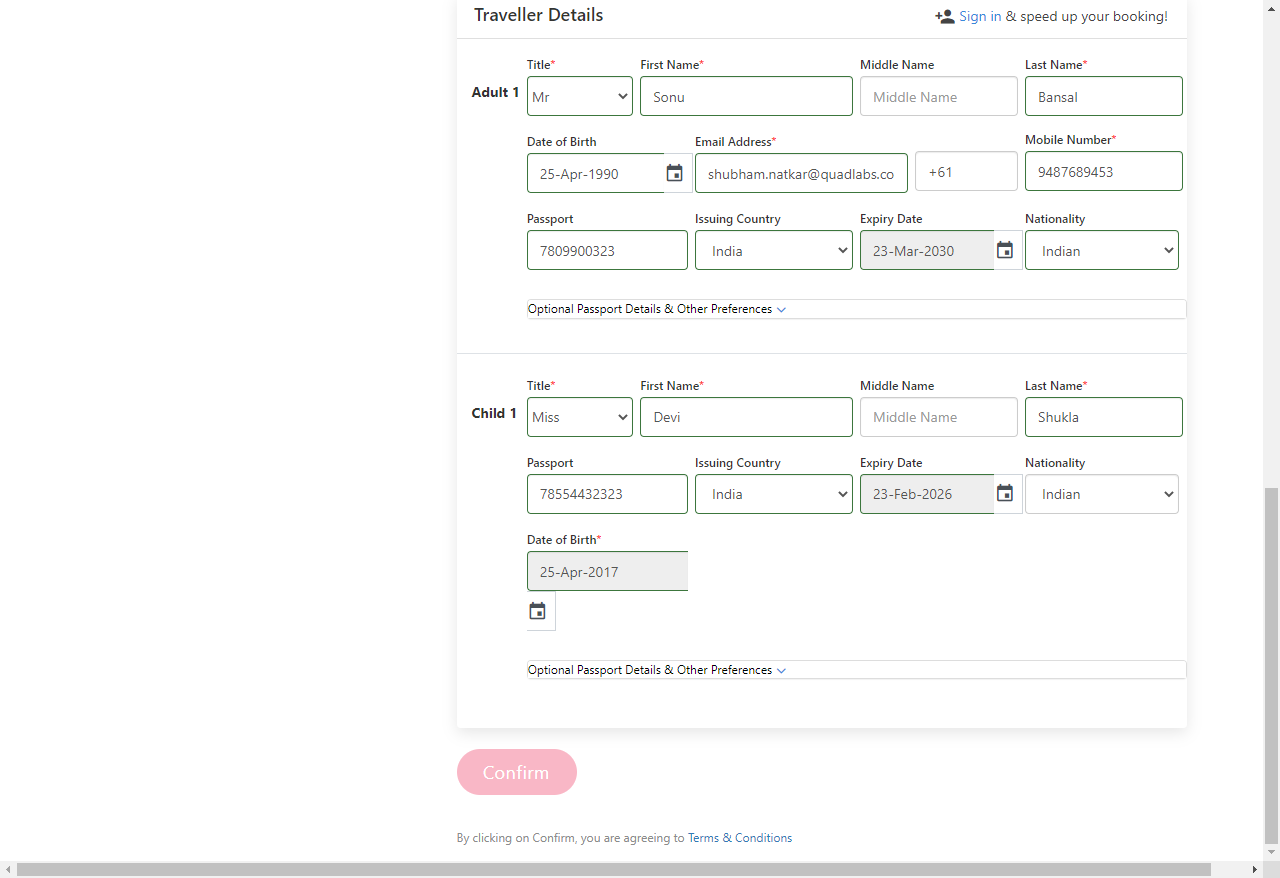 Traveller Details
Sign in & speed up your booking!
Title* First Name* Middle Name Last Name*
Adult 1 Mr Sonu Middle Name Bansal
Date of Birth Email Address* Mobile Number*
25-Apr-1990 shubham.natkar@quadlabs.co +61 9487689453
Passport Issuing Country Expiry Date Nationality
7809900323 India 23-Mar-2030 Indian
Optional Passport Details & Other Preferences
Title* First Name* Middle Name Last Name*
Child 1 Miss Devi Middle Name Shukla
Passport Issuing Country Expiry Date Nationality
78554432323 India 23-Feb-2026 Indian
Date of Birth*
25-Apr-2017
Optional Passport Details & Other Preferences
Confirm
By clicking on Confirm, you are agreeing to Terms & Conditions